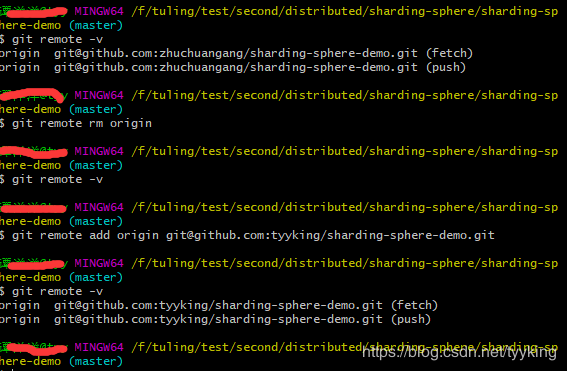 MINGW64 /f/tuling/test/second/distributed/sharding-sphere/sharding-sp
here-demo (master)
$ git remote -v
origin  git@github.com:zhuchuangang/sharding-sphere-demo.git (fetch)
origin  git@github.com:zhuchuangang/sharding-sphere-demo.git (push)
MINGW64 /f/tuling/test/second/distributed/sharding-sphere/sharding-sp
here-demo (master)
$ git remote rm origin
MINGW64 /f/tuling/test/second/distributed/sharding-sphere/sharding-sp
here-demo (master)
$ git remote -v
MINGW64 /f/tuling/test/second/distributed/sharding-sphere/sharding-sp
here-demo (master)
$ git remote add origin git@github.com:tyyking/sharding-sphere-demo.git
MINGW64 /f/tuling/test/second/distributed/sharding-sphere/sharding-sp
here-demo (master)
$ git remote -v
origin  git@github.com:tyyking/sharding-sphere-demo.git (fetch)
origin  git@github.com:tyyking/sharding-sphere-demo.git (push)
MINGW64 /f/tuling/test/second/distributed/sharding-sphere/sharding-sp
here-demo (master)
https://blog.csdn.net/tyyking